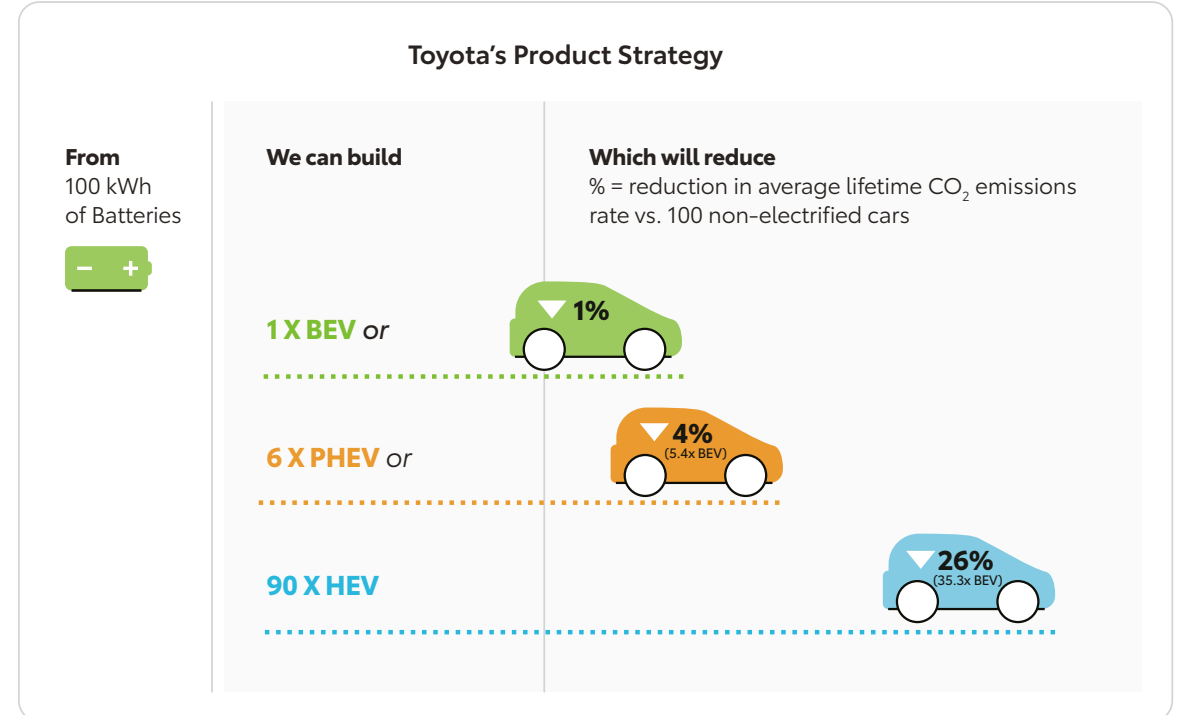 Toyota’s Product Strategy
From
100 kWh
of Batteries
We can build
Which will reduce
% = reduction in average lifetime CO₂ emissions
rate vs. 100 non-electrified cars
− +
1 X BEV or
1%
6 X PHEV or
4%
(5.4x BEV)
90 X HEV
26%
(35.3x BEV)